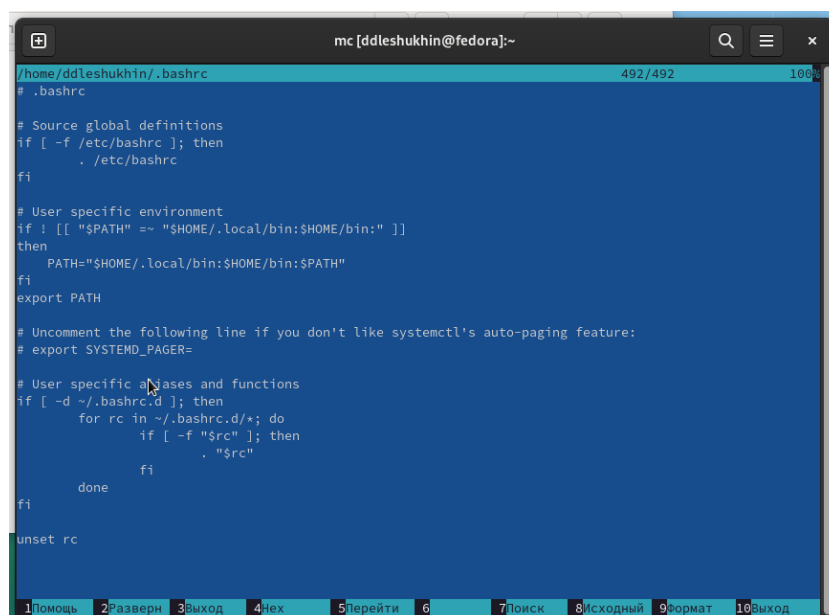 mc [ddleshukhin@fedora]:~
/home/ddleshukhin/.bashrc 492/492 100%
# .bashrc

# Source global definitions
if [ -f /etc/bashrc ]; then
        . /etc/bashrc
fi

# User specific environment
if ! [[ "$PATH" =~ "$HOME/.local/bin:$HOME/bin:" ]]
then
    PATH="$HOME/.local/bin:$HOME/bin:$PATH"
fi
export PATH

# Uncomment the following line if you don't like systemctl's auto-paging feature:
# export SYSTEMD_PAGER=

# User specific aliases and functions
if [ -d ~/.bashrc.d ]; then
        for rc in ~/.bashrc.d/*; do
                if [ -f "$rc" ]; then
                        . "$rc"
                fi
        done
fi

unset rc
1Помощь 2Разверн 3Выход 4Hex 5Перейти 6 7Поиск 8Исходный 9Формат 10Выход